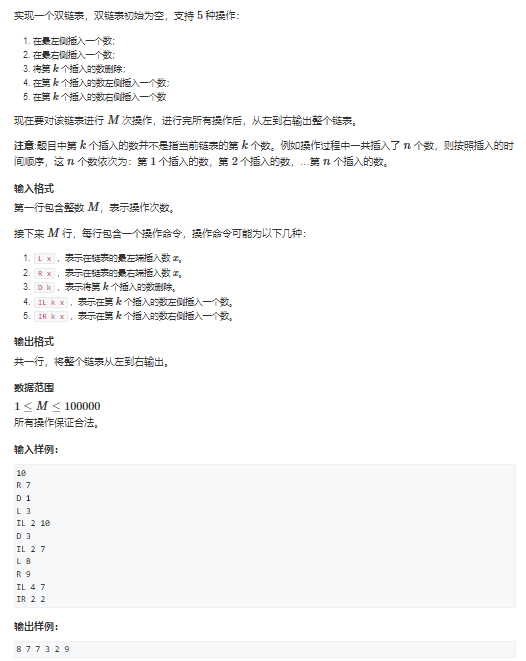 实现一个双链表，双链表初始为空，支持 5 种操作：
1. 在最左侧插入一个数；
2. 在最右侧插入一个数；
3. 将第 k 个插入的数删除；
4. 在第 k 个插入的数左侧插入一个数；
5. 在第 k 个插入的数右侧插入一个数
现在要对该链表进行 M 次操作，进行完所有操作后，从左到右输出整个链表。
注意:题目中第 k 个插入的数并不是指当前链表的第 k 个数。例如操作过程中一共插入了 n 个数，则按照插入的时
间顺序，这 n 个数依次为：第 1 个插入的数，第 2 个插入的数，…第 n 个插入的数。
输入格式
第一行包含整数 M，表示操作次数。
接下来 M 行，每行包含一个操作命令，操作命令可能为以下几种：
1. L x，表示在链表的最左端插入数 x。
2. R x，表示在链表的最右端插入数 x。
3. D k，表示将第 k 个插入的数删除。
4. IL k x，表示在第 k 个插入的数左侧插入一个数。
5. IR k x，表示在第 k 个插入的数右侧插入一个数。
输出格式
共一行，将整个链表从左到右输出。
数据范围
1 ≤ M ≤ 100000
所有操作保证合法。
输入样例：
10
R 7
D 1
L 3
IL 2 10
D 3
IL 2 7
L 8
R 9
IL 4 7
IR 2 2
输出样例：
8 7 7 3 2 9